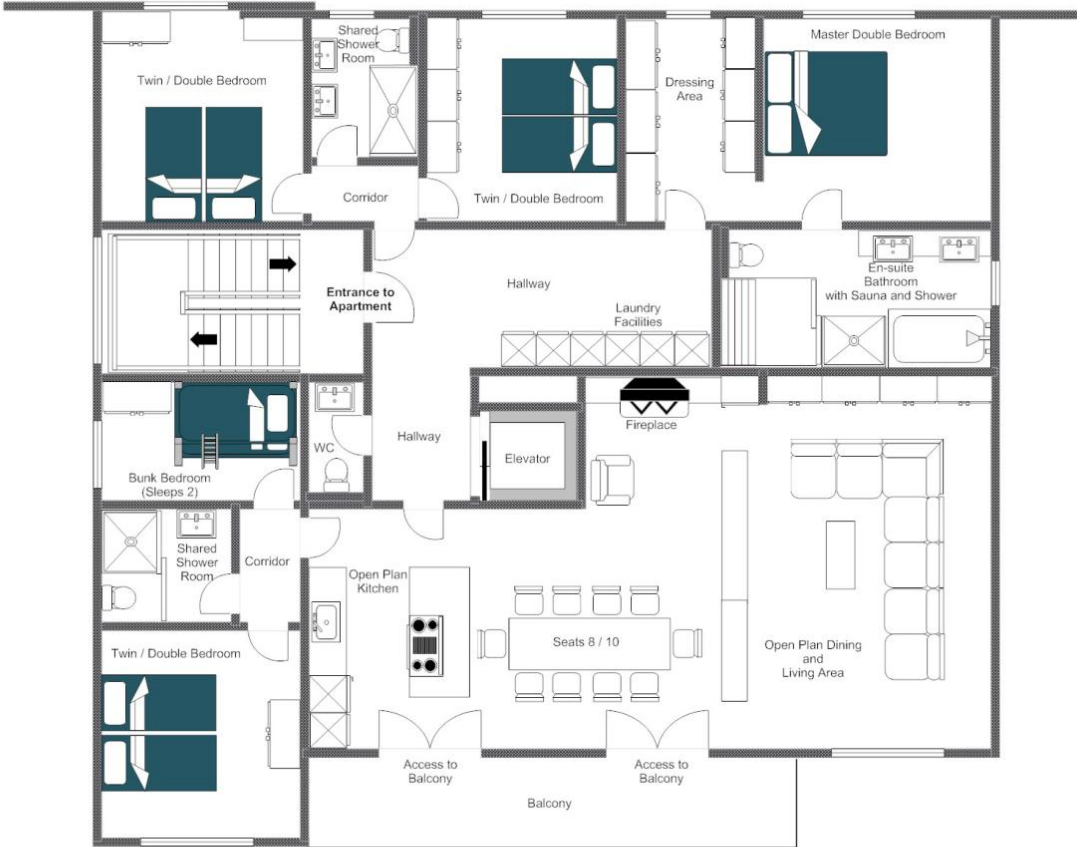 Shared
Shower
Room
Master Double Bedroom
Twin / Double Bedroom
Dressing
Area
Corridor
Twin / Double Bedroom
Hallway
En-suite
Bathroom
with Sauna and Shower
Entrance to
Apartment
Laundry
Facilities
Fireplace
WC
Hallway
Elevator
Bunk Bedroom
(Sleeps 2)
Shared
Shower
Room
Corridor
Open Plan
Kitchen
Seats 8 / 10
Open Plan Dining
and
Living Area
Twin / Double Bedroom
Access to
Balcony
Access to
Balcony
Balcony